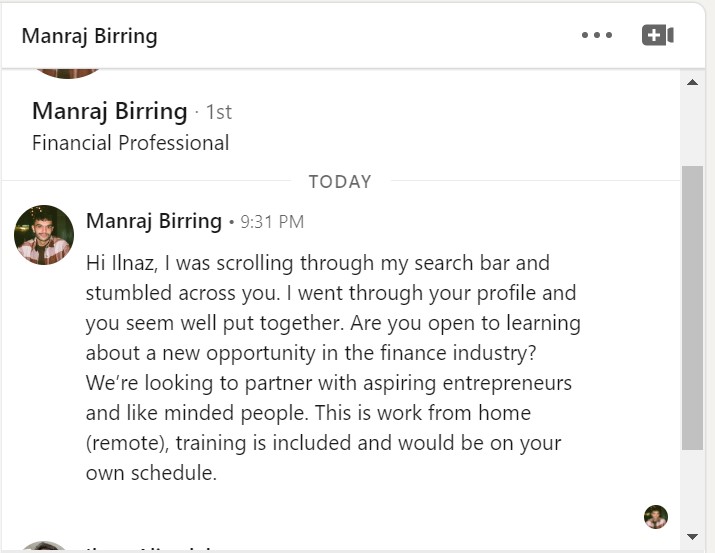 Manraj Birring
Manraj Birring · 1st
Financial Professional
TODAY
Manraj Birring • 9:31 PM
Hi Ilnaz, I was scrolling through my search bar and
stumbled across you. I went through your profile and
you seem well put together. Are you open to learning
about a new opportunity in the finance industry?
We’re looking to partner with aspiring entrepreneurs
and like minded people. This is work from home
(remote), training is included and would be on your
own schedule.